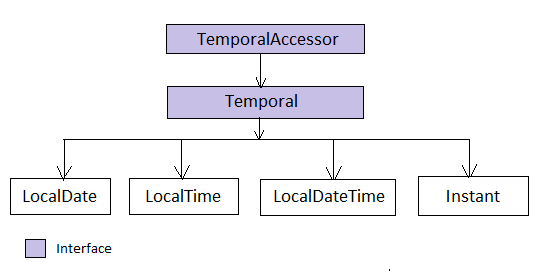 TemporalAccessor
Temporal
LocalDate
LocalTime
LocalDateTime
Instant
Interface